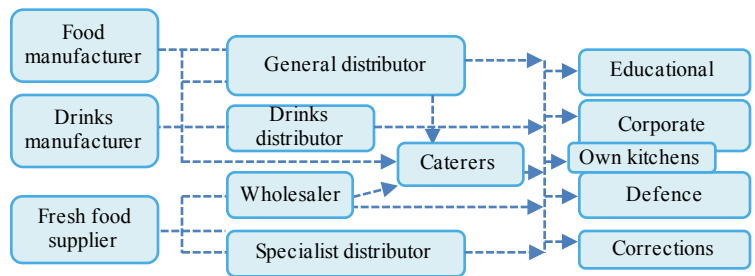 Food
manufacturer
General distributor
Educational
Drinks
manufacturer
Drinks
distributor
Corporate
Caterers
Own kitchens
Wholesaler
Defence
Fresh food
supplier
Specialist distributor
Corrections